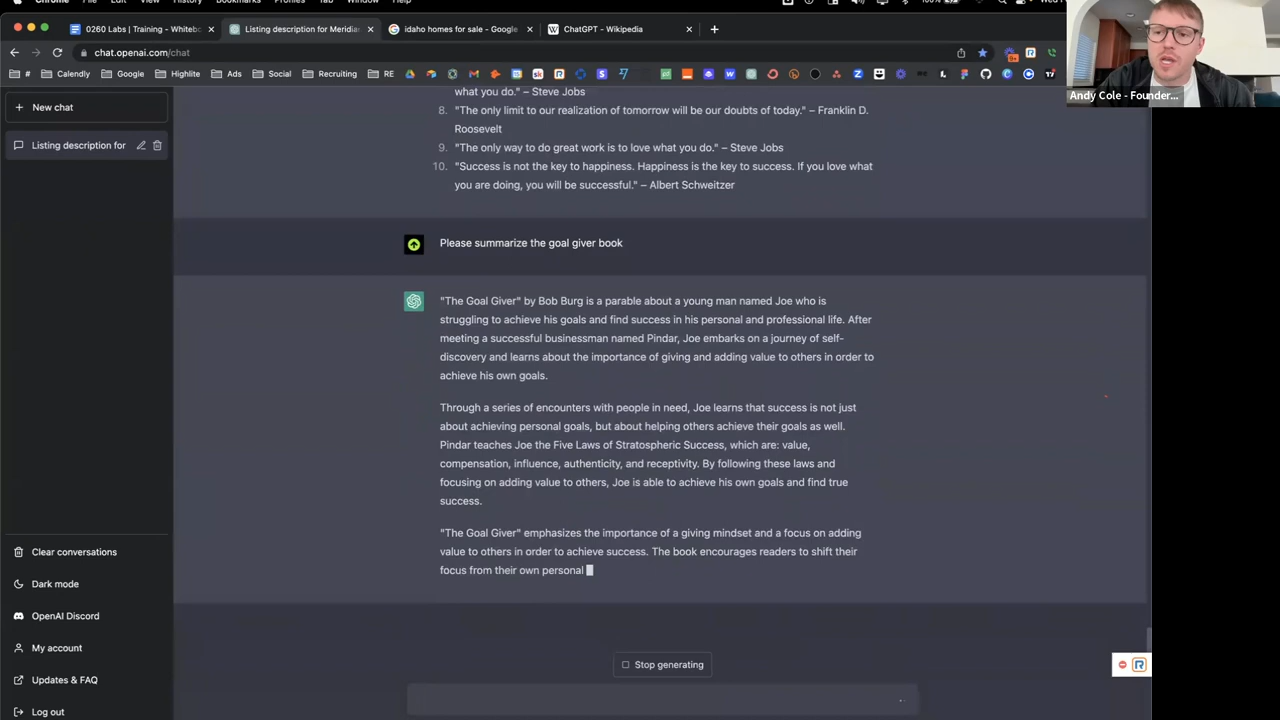 Chrome File Edit View History Bookmarks Profiles Tab Window Help
0260 Labs | Training - Whitebo
Listing description for Meridia
idaho homes for sale - Google
ChatGPT - Wikipedia
chat.openai.com/chat
# Calendly Google Highlite Ads Social Recruiting RE
Andy Cole - Founder...
New chat
Listing description for
what you do." – Steve Jobs
8. "The only limit to our realization of tomorrow will be our doubts of today." – Franklin D.
Roosevelt
9. "The only way to do great work is to love what you do." – Steve Jobs
10. "Success is not the key to happiness. Happiness is the key to success. If you love what
you are doing, you will be successful." – Albert Schweitzer
Please summarize the goal giver book
"The Goal Giver" by Bob Burg is a parable about a young man named Joe who is
struggling to achieve his goals and find success in his personal and professional life. After
meeting a successful businessman named Pindar, Joe embarks on a journey of self-
discovery and learns about the importance of giving and adding value to others in order to
achieve his own goals.
Through a series of encounters with people in need, Joe learns that success is not just
about achieving personal goals, but about helping others achieve their goals as well.
Pindar teaches Joe the Five Laws of Stratospheric Success, which are: value,
compensation, influence, authenticity, and receptivity. By following these laws and
focusing on adding value to others, Joe is able to achieve his own goals and find true
success.
"The Goal Giver" emphasizes the importance of a giving mindset and a focus on adding
value to others in order to achieve success. The book encourages readers to shift their
focus from their own personal
Clear conversations
Dark mode
OpenAI Discord
My account
Updates & FAQ
Log out
Stop generating